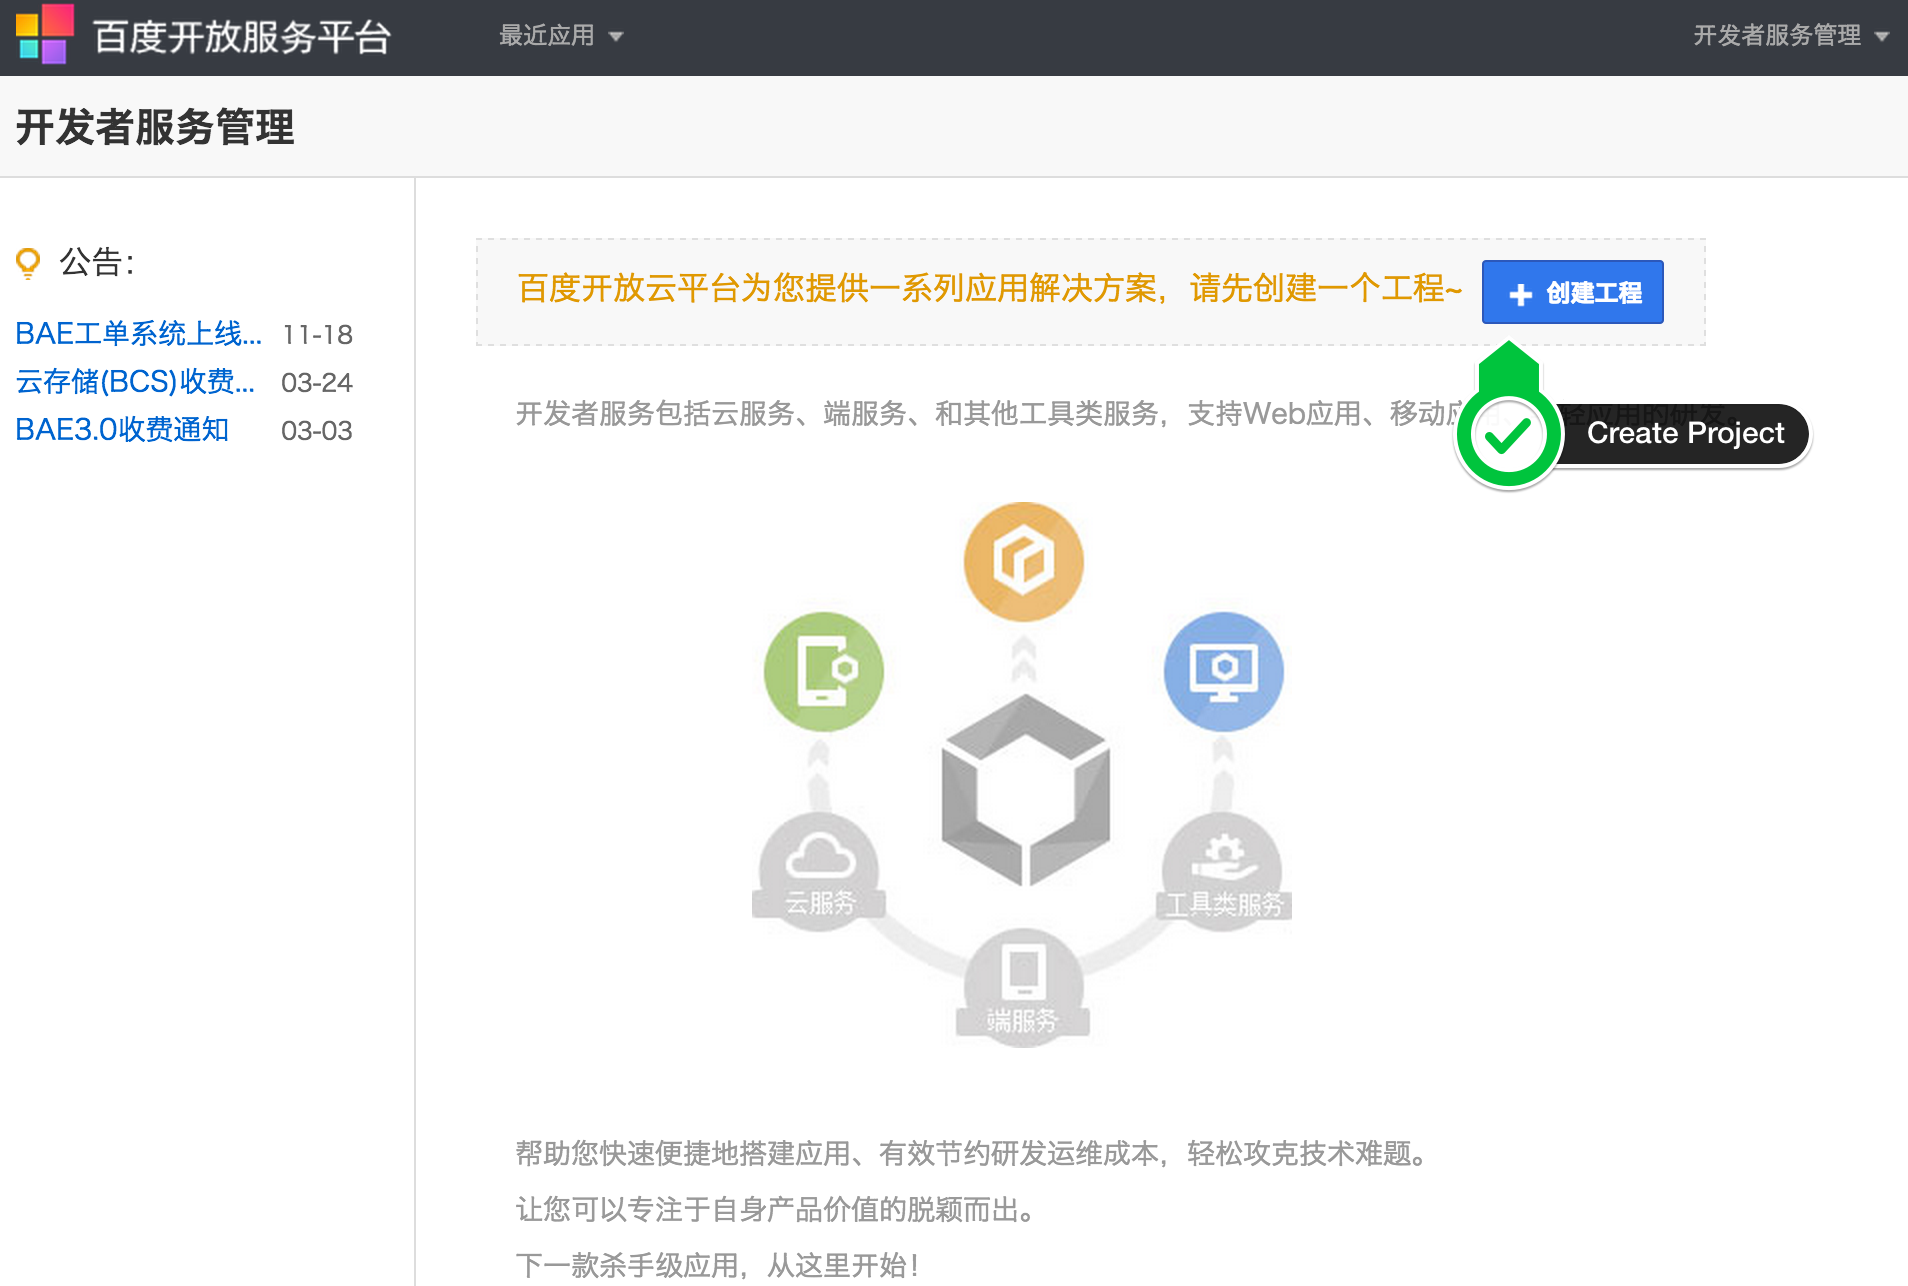 百度开放服务平台
最近应用
开发者服务管理
开发者服务管理
公告：
BAE工单系统上线... 11-18
云存储(BCS)收费... 03-24
BAE3.0收费通知 03-03
百度开放云平台为您提供一系列应用解决方案，请先创建一个工程~
创建工程
开发者服务包括云服务、端服务、和其他工具类服务，支持Web应用、移动应 轻应用的研发。
Create Project
云服务
工具类服务
端服务
帮助您快速便捷地搭建应用、有效节约研发运维成本，轻松攻克技术难题。
让您可以专注于自身产品价值的脱颖而出。
下一款杀手级应用，从这里开始！